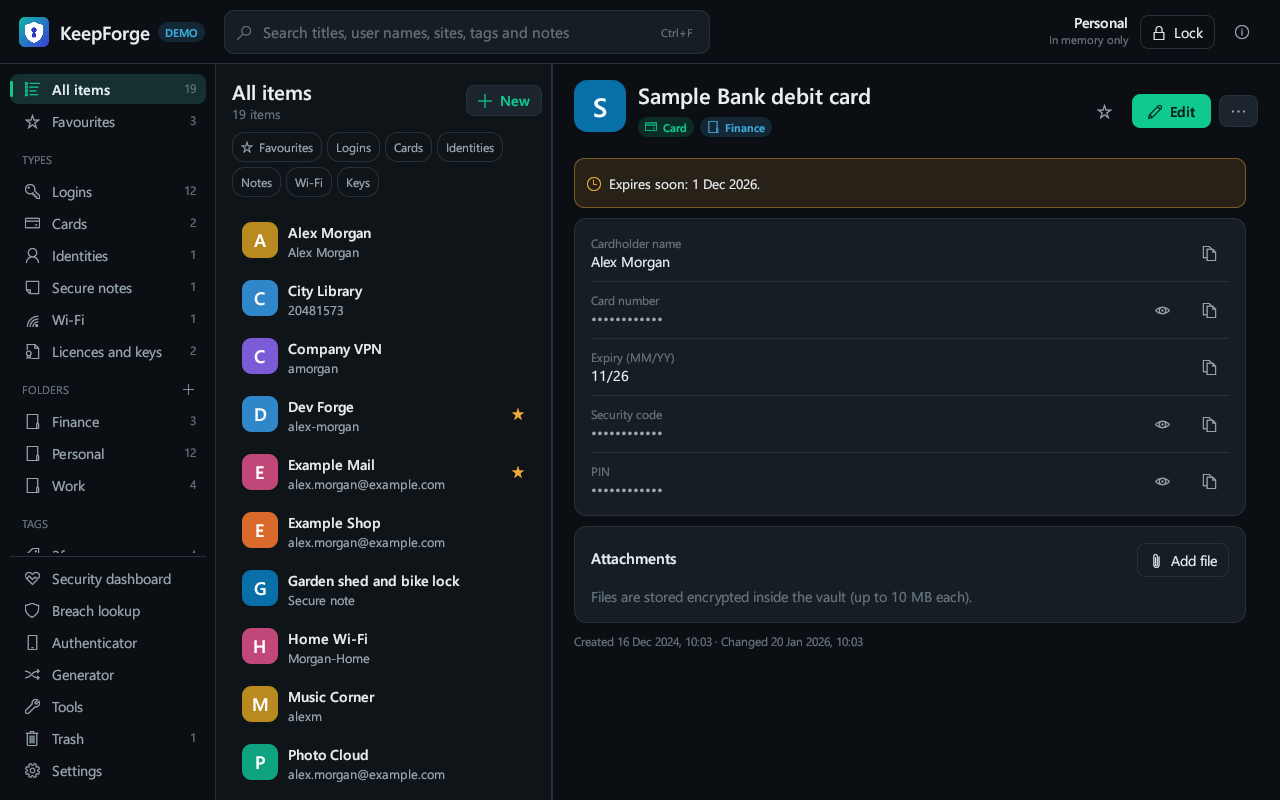 KeepForge DEMO
Search titles, user names, sites, tags and notes Ctrl+F
Personal
In memory only
Lock
All items 19
Favourites 3
TYPES
Logins 12
Cards 2
Identities 1
Secure notes 1
Wi-Fi 1
Licences and keys 2
FOLDERS
Finance 3
Personal 12
Work 4
TAGS
Security dashboard
Breach lookup
Authenticator
Generator
Tools
Trash 1
Settings
All items
19 items
New
Favourites Logins Cards Identities
Notes Wi-Fi Keys
A Alex Morgan
Alex Morgan
C City Library
20481573
C Company VPN
amorgan
D Dev Forge
alex-morgan
E Example Mail
alex.morgan@example.com
E Example Shop
alex.morgan@example.com
G Garden shed and bike lock
Secure note
H Home Wi-Fi
Morgan-Home
M Music Corner
alexm
P Photo Cloud
alex.morgan@example.com
S Sample Bank debit card
Card Finance
Edit
Expires soon: 1 Dec 2026.
Cardholder name
Alex Morgan
Card number
••••••••••••
Expiry (MM/YY)
11/26
Security code
••••••••••••
PIN
••••••••••••
Attachments
Add file
Files are stored encrypted inside the vault (up to 10 MB each).
Created 16 Dec 2024, 10:03 · Changed 20 Jan 2026, 10:03